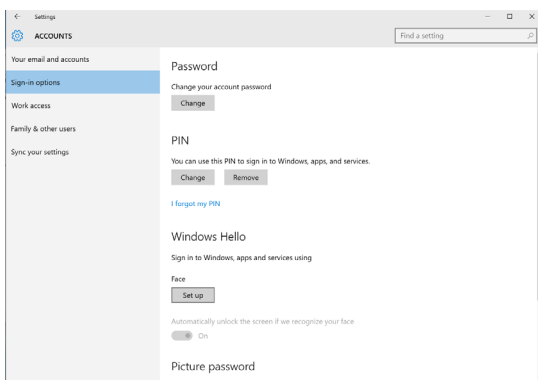 Settings
ACCOUNTS
Find a setting
Your email and accounts
Sign-in options
Work access
Family & other users
Sync your settings
Password
Change your account password
Change
PIN
You can use this PIN to sign in to Windows, apps, and services.
Change Remove
I forgot my PIN
Windows Hello
Sign in to Windows, apps and services using
Face
Set up
Automatically unlock the screen if we recognize your face
On
Picture password